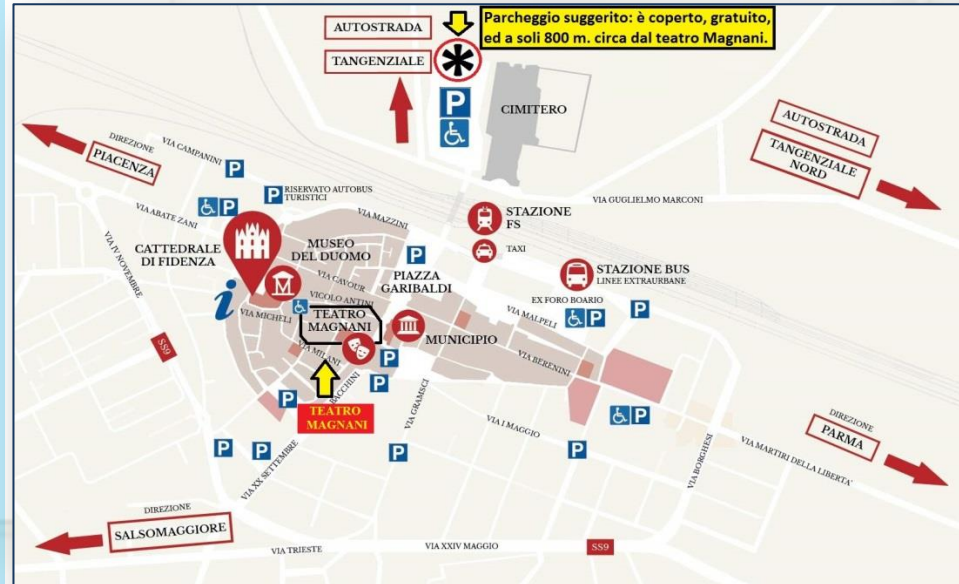 AUTOSTRADA
TANGENZIALE
Parcheggio suggerito: è coperto, gratuito,
ed a soli 800 m. circa dal teatro Magnani.
P
CIMITERO
AUTOSTRADA
TANGENZIALE
NORD
DIREZIONE
PIACENZA
VIA CAMPANINI
P
P
RISERVATO AUTOBUS
TURISTICI
VIA GUGLIELMO MARCONI
VIA ABATE ZANI
P
VIA MAZZINI
STAZIONE
FS
TAXI
CATTEDRALE
DI FIDENZA
MUSEO
DEL DUOMO
P
VIA IV NOVEMBRE
VIA CAVOUR
PIAZZA
GARIBALDI
STAZIONE BUS
LINEE EXTRAURBANE
i
M
VICOLO ANTINI
EX FORO BOARIO
P
P
VIA MICHELI
TEATRO
MAGNANI
VIA MALPELI
MUNICIPIO
SS9
VIA MILANI
P
VIA BERENINI
BACCHINI
P
VIA GRAMSCI
P
TEATRO
MAGNANI
VIA I MAGGIO
P
P
P
P
P
VIA XX SETTEMBRE
VIA BORGHESI
VIA MARTIRI DELLA LIBERTA'
DIREZIONE
PARMA
DIREZIONE
SALSOMAGGIORE
VIA TRIESTE
VIA XXIV MAGGIO
SS9